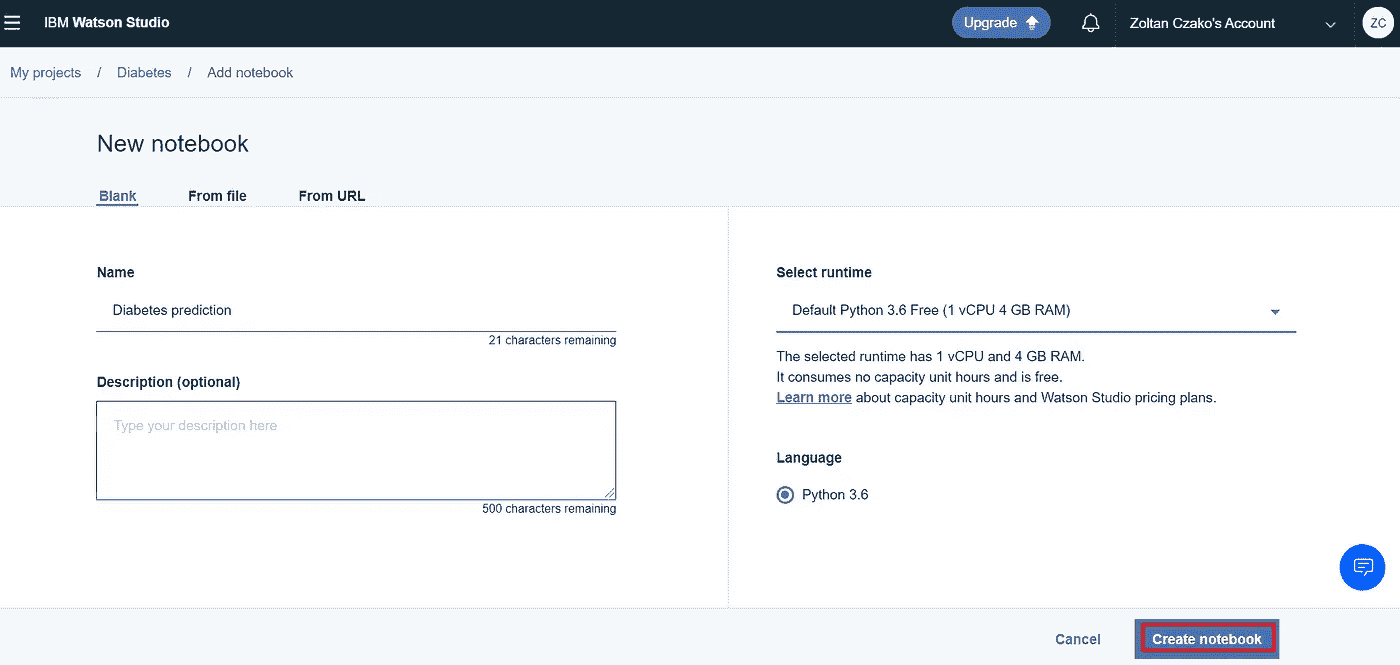 IBM Watson Studio
Upgrade
Zoltan Czako's Account
ZC
My projects / Diabetes / Add notebook
New notebook
Blank From file From URL
Name
Diabetes prediction
21 characters remaining
Description (optional)
Type your description here
500 characters remaining
Select runtime
Default Python 3.6 Free (1 vCPU 4 GB RAM)
The selected runtime has 1 vCPU and 4 GB RAM.
It consumes no capacity unit hours and is free.
Learn more about capacity unit hours and Watson Studio pricing plans.
Language
Python 3.6
Cancel
Create notebook